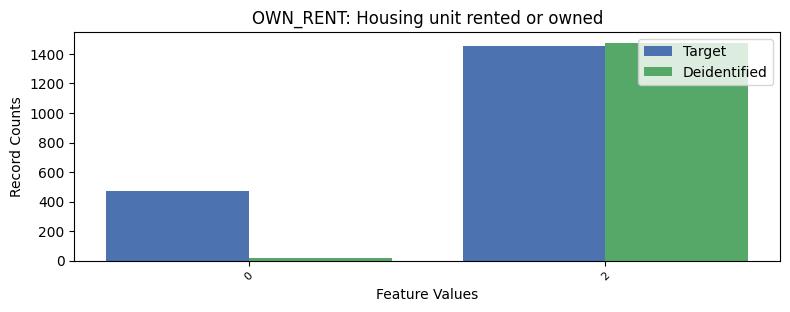 OWN_RENT: Housing unit rented or owned
Target
Deidentified
Record Counts
1400
1200
1000
800
600
400
200
0
0
2
Feature Values